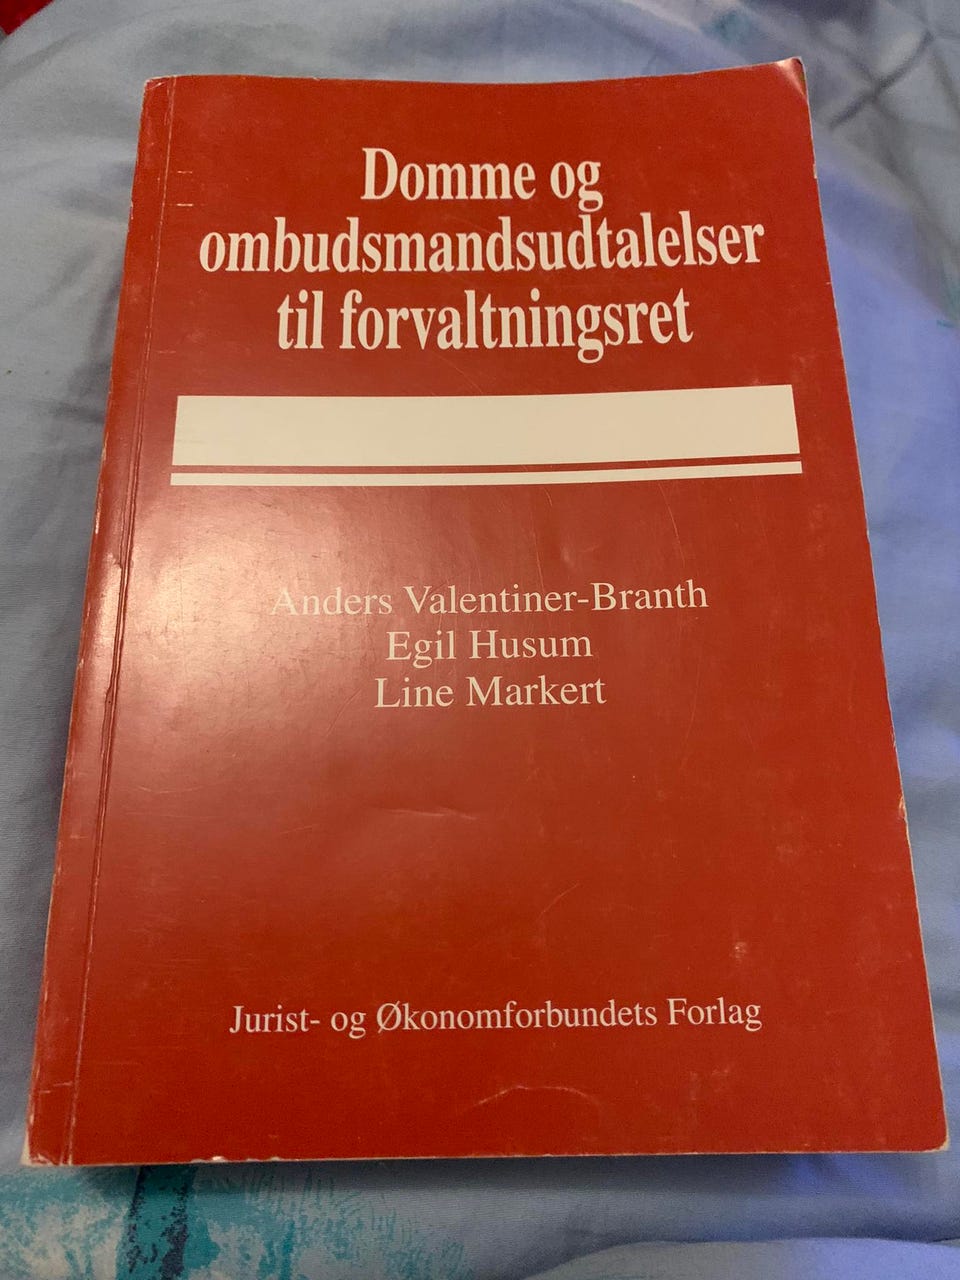 Domme og
ombudsmandsudtalelser
til forvaltningsret
Anders Valentiner-Branth
Egil Husum
Line Markert
Jurist- og Økonomforbundets Forlag